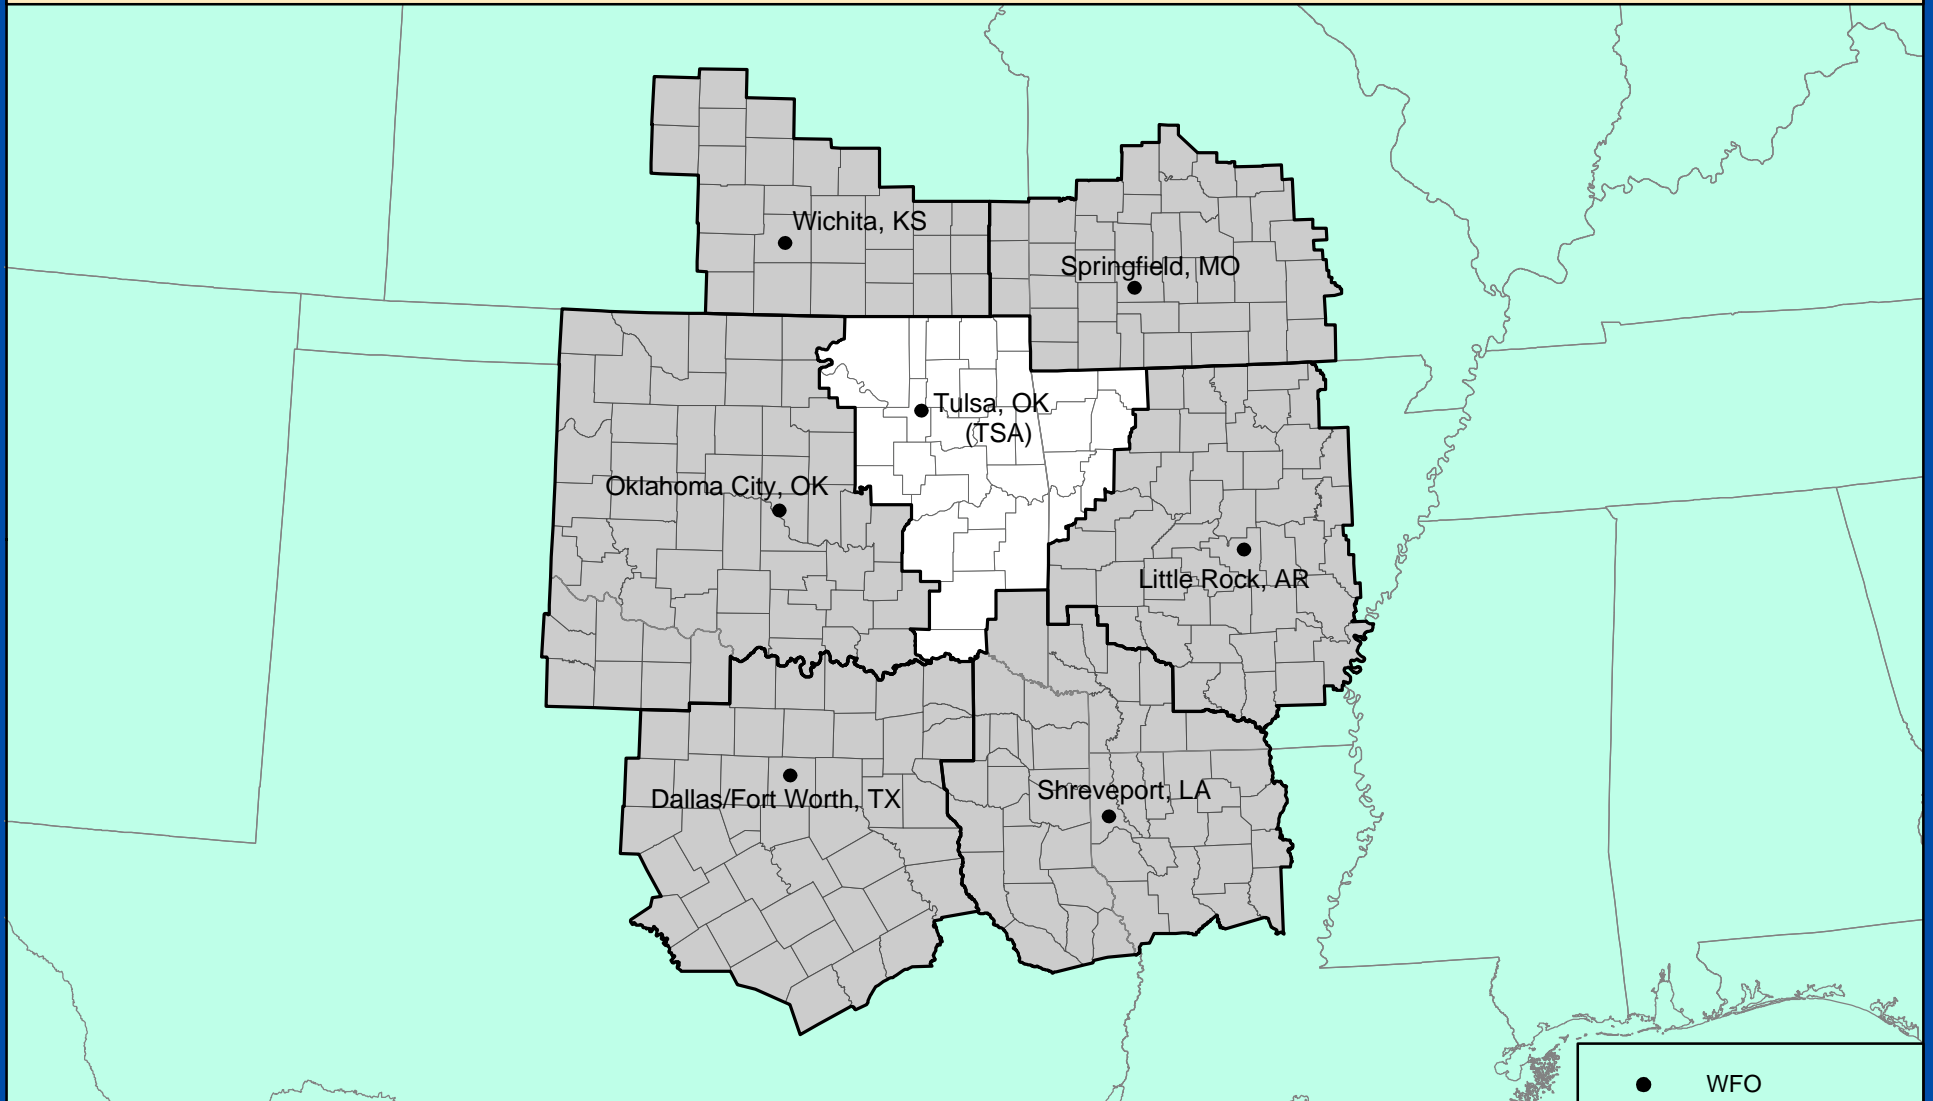 Wichita, KS
Springfield, MO
Tulsa, OK
(TSA)
Oklahoma City, OK
Little Rock, AR
Dallas/Fort Worth, TX
Shreveport, LA
WFO